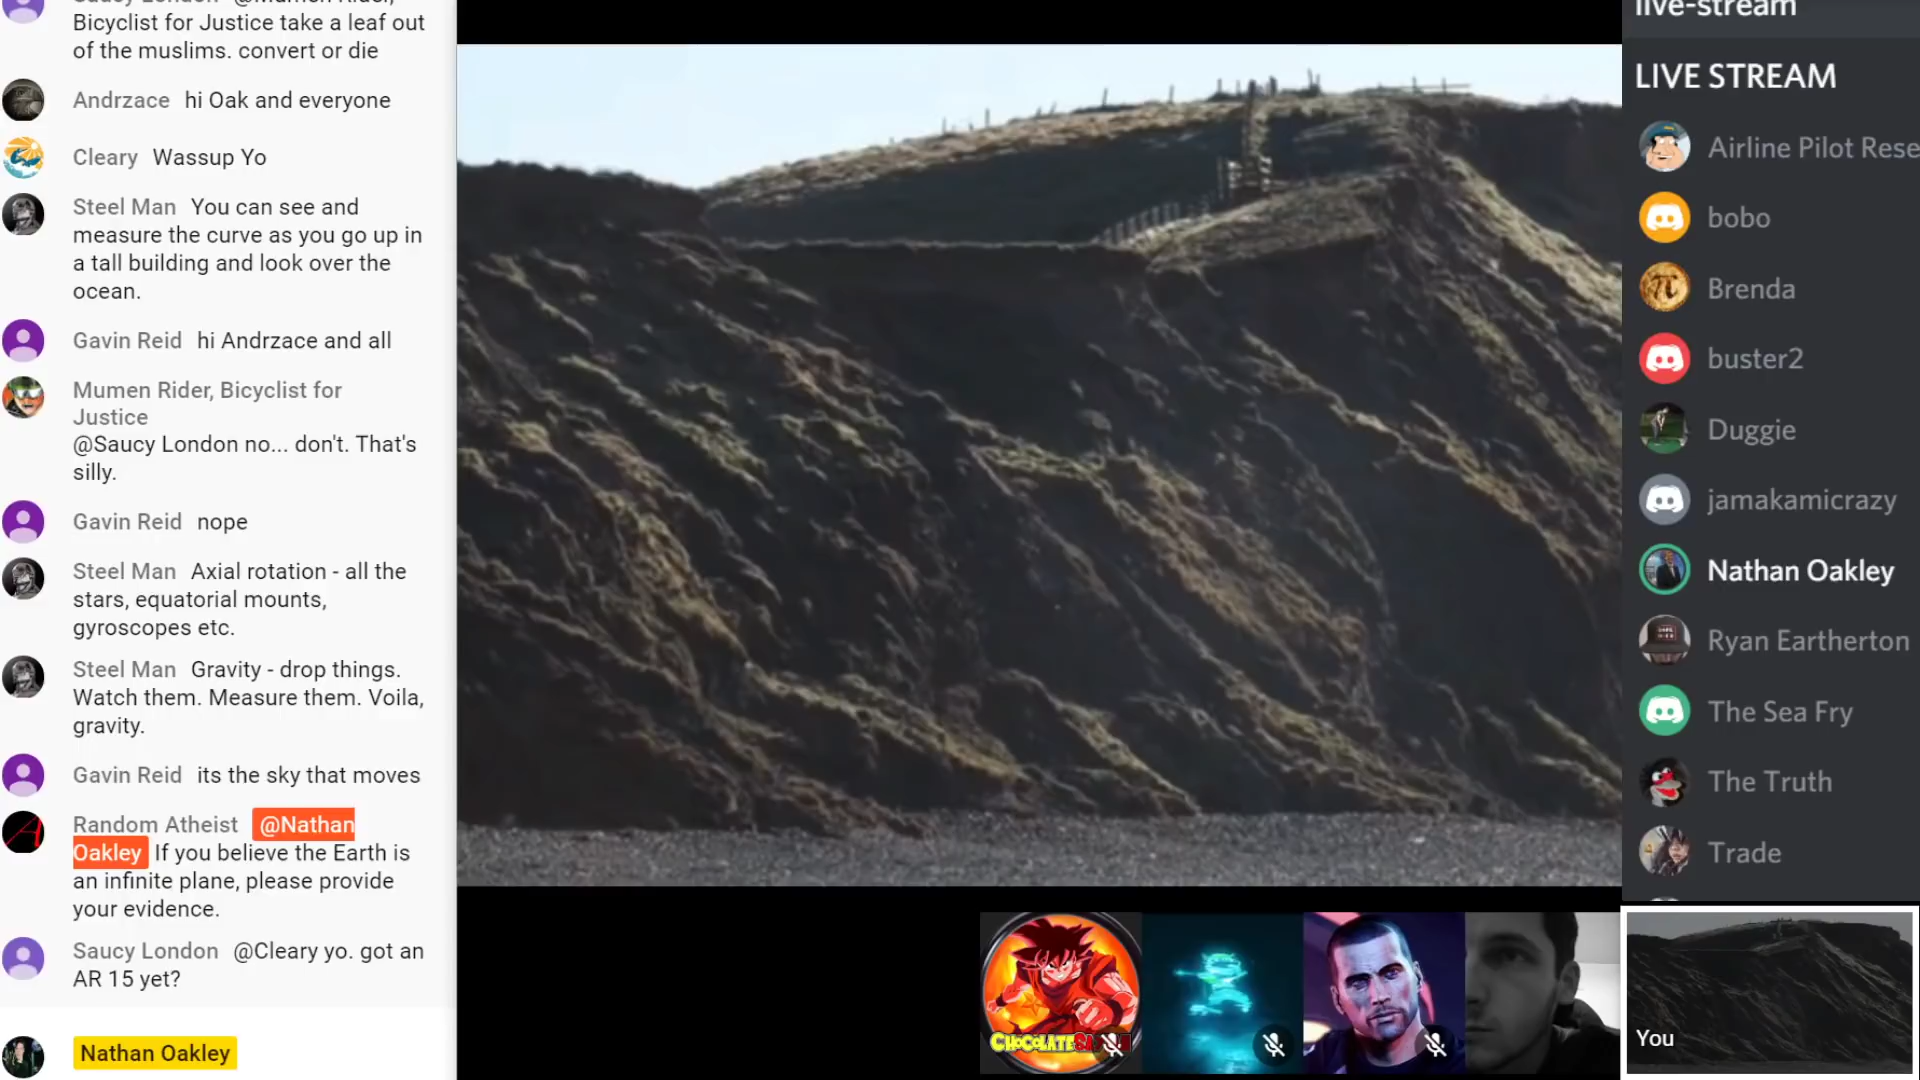 Bicyclist for Justice take a leaf out
of the muslims. convert or die
Andrzace hi Oak and everyone
Cleary Wassup Yo
Steel Man You can see and
measure the curve as you go up in
a tall building and look over the
ocean.
Gavin Reid hi Andrzace and all
Mumen Rider, Bicyclist for
Justice
@Saucy London no... don't. That's
silly.
Gavin Reid nope
Steel Man Axial rotation - all the
stars, equatorial mounts,
gyroscopes etc.
Steel Man Gravity - drop things.
Watch them. Measure them. Voila,
gravity.
Gavin Reid its the sky that moves
Random Atheist @Nathan
Oakley If you believe the Earth is
an infinite plane, please provide
your evidence.
Saucy London @Cleary yo. got an
AR 15 yet?
Nathan Oakley
You
live-stream
LIVE STREAM
Airline Pilot Rese
bobo
Brenda
buster2
Duggie
jamakamicrazy
Nathan Oakley
Ryan Eartherton
The Sea Fry
The Truth
Trade